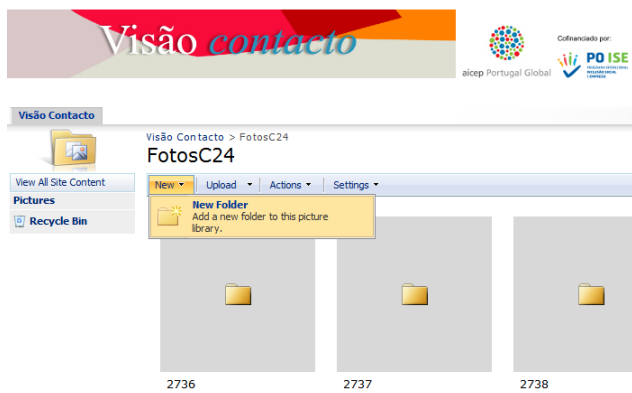 Visão contacto
aicep Portugal Global
Cofinanciado por:
PO ISE
Visão Contacto
Visão Contacto > FotosC24
FotosC24
View All Site Content
Pictures
Recycle Bin
New Upload Actions Settings
New Folder
Add a new folder to this picture
library.
2736 2737 2738